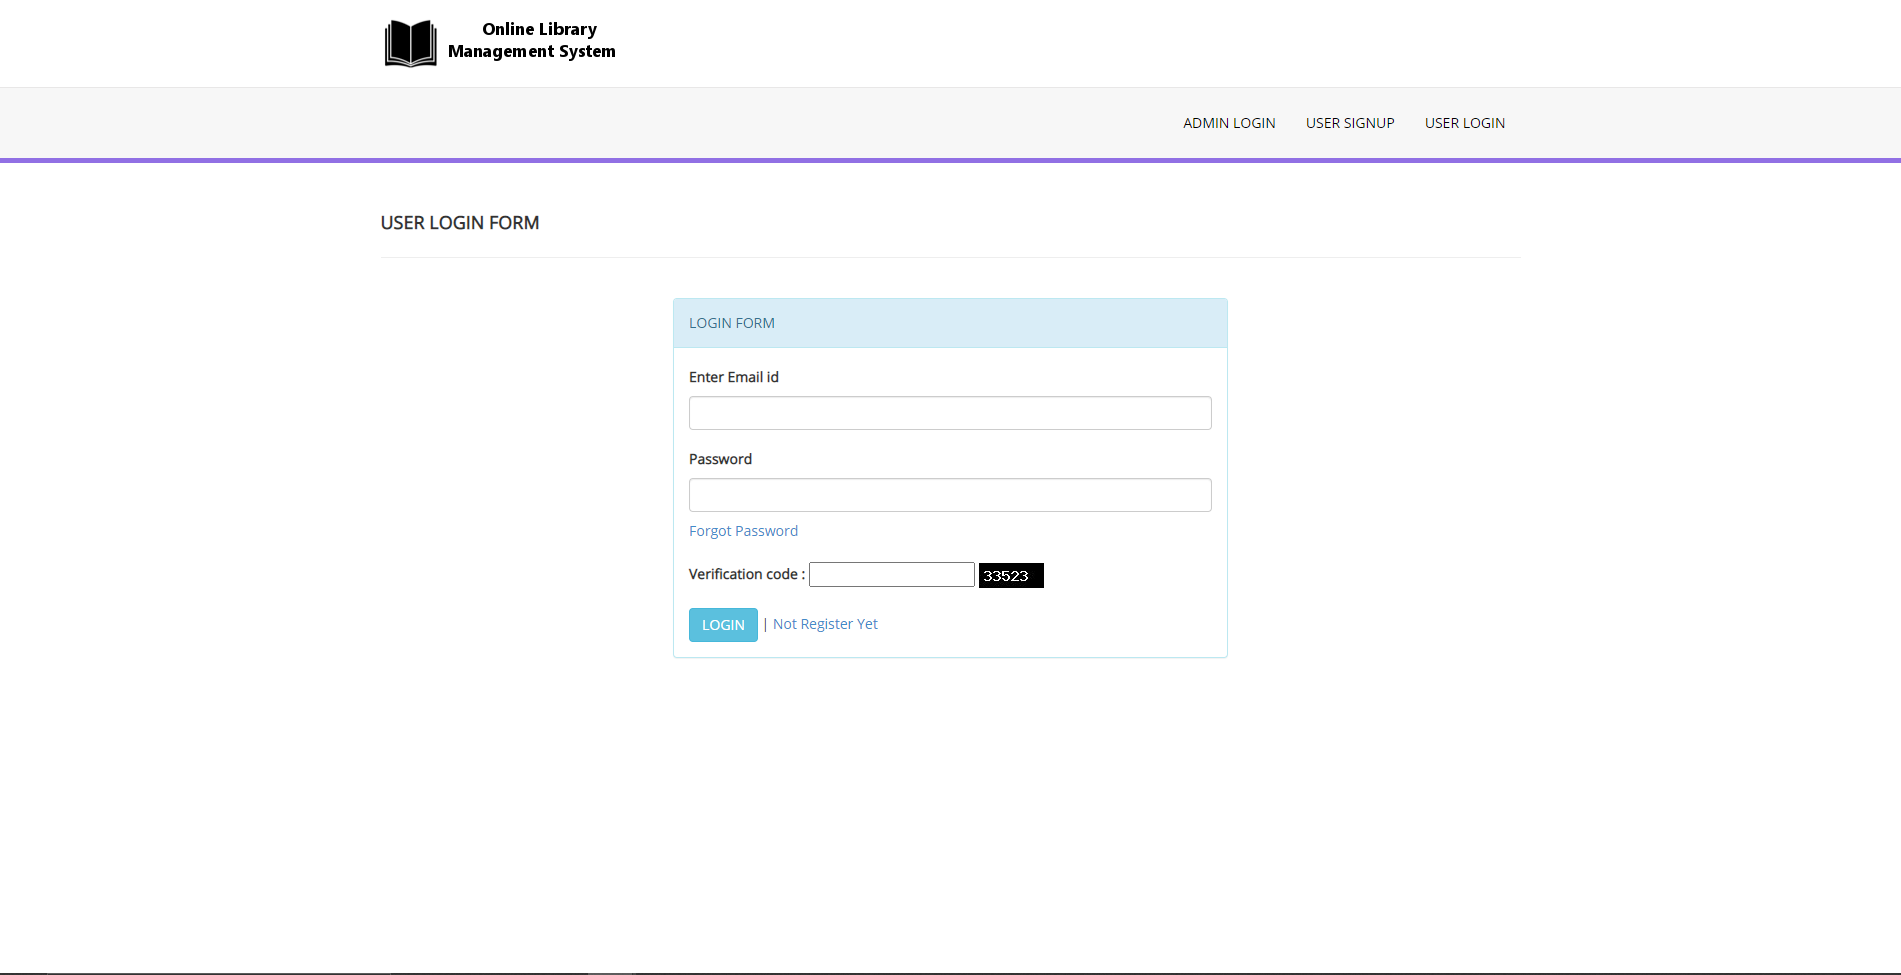 Online Library
Management System
ADMIN LOGIN USER SIGNUP USER LOGIN
USER LOGIN FORM
LOGIN FORM
Enter Email id
Password
Forgot Password
Verification code : 33523
LOGIN | Not Register Yet